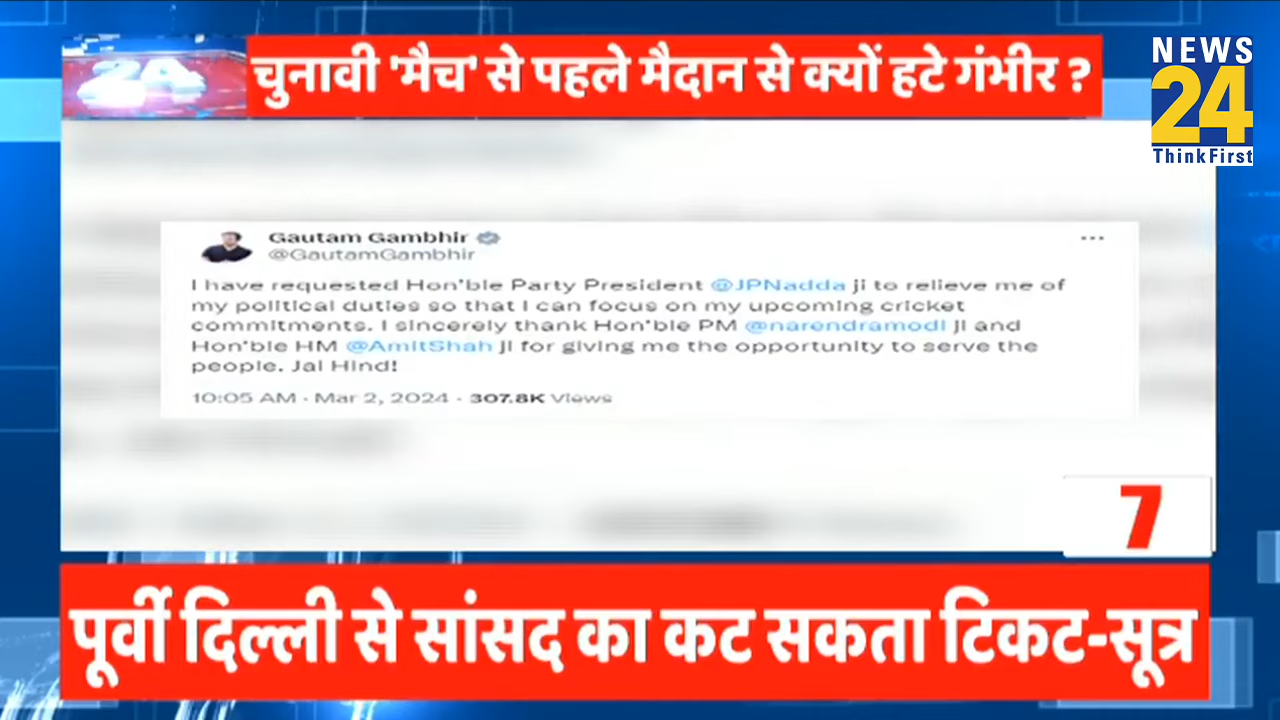 24
चुनावी 'मैच' से पहले मैदान से क्यों हटे गंभीर ?
NEWS
24
ThinkFirst
Gautam Gambhir
@GautamGambhir
I have requested Hon'ble Party President @JPNadda ji to relieve me of
my political duties so that I can focus on my upcoming cricket
commitments. I sincerely thank Hon'ble PM @narendramodi ji and
Hon'ble HM @AmitShah ji for giving me the opportunity to serve the
people. Jai Hind!
10:05 AM · Mar 2, 2024 · 307.8K Views
7
पूर्वी दिल्ली से सांसद का कट सकता टिकट-सूत्र